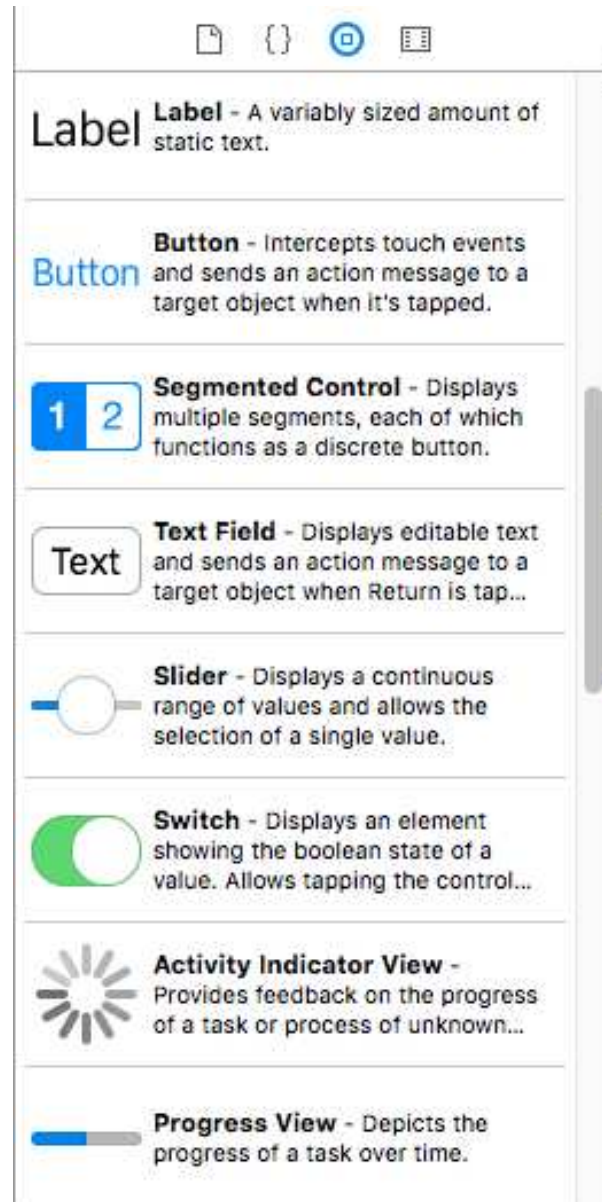 {}
Label
Label - A variably sized amount of
static text.
Button
Button - Intercepts touch events
and sends an action message to a
target object when it's tapped.
1 2
Segmented Control - Displays
multiple segments, each of which
functions as a discrete button.
Text
Text Field - Displays editable text
and sends an action message to a
target object when Return is tap...
Slider - Displays a continuous
range of values and allows the
selection of a single value.
Switch - Displays an element
showing the boolean state of a
value. Allows tapping the control...
Activity Indicator View -
Provides feedback on the progress
of a task or process of unknown...
Progress View - Depicts the
progress of a task over time.